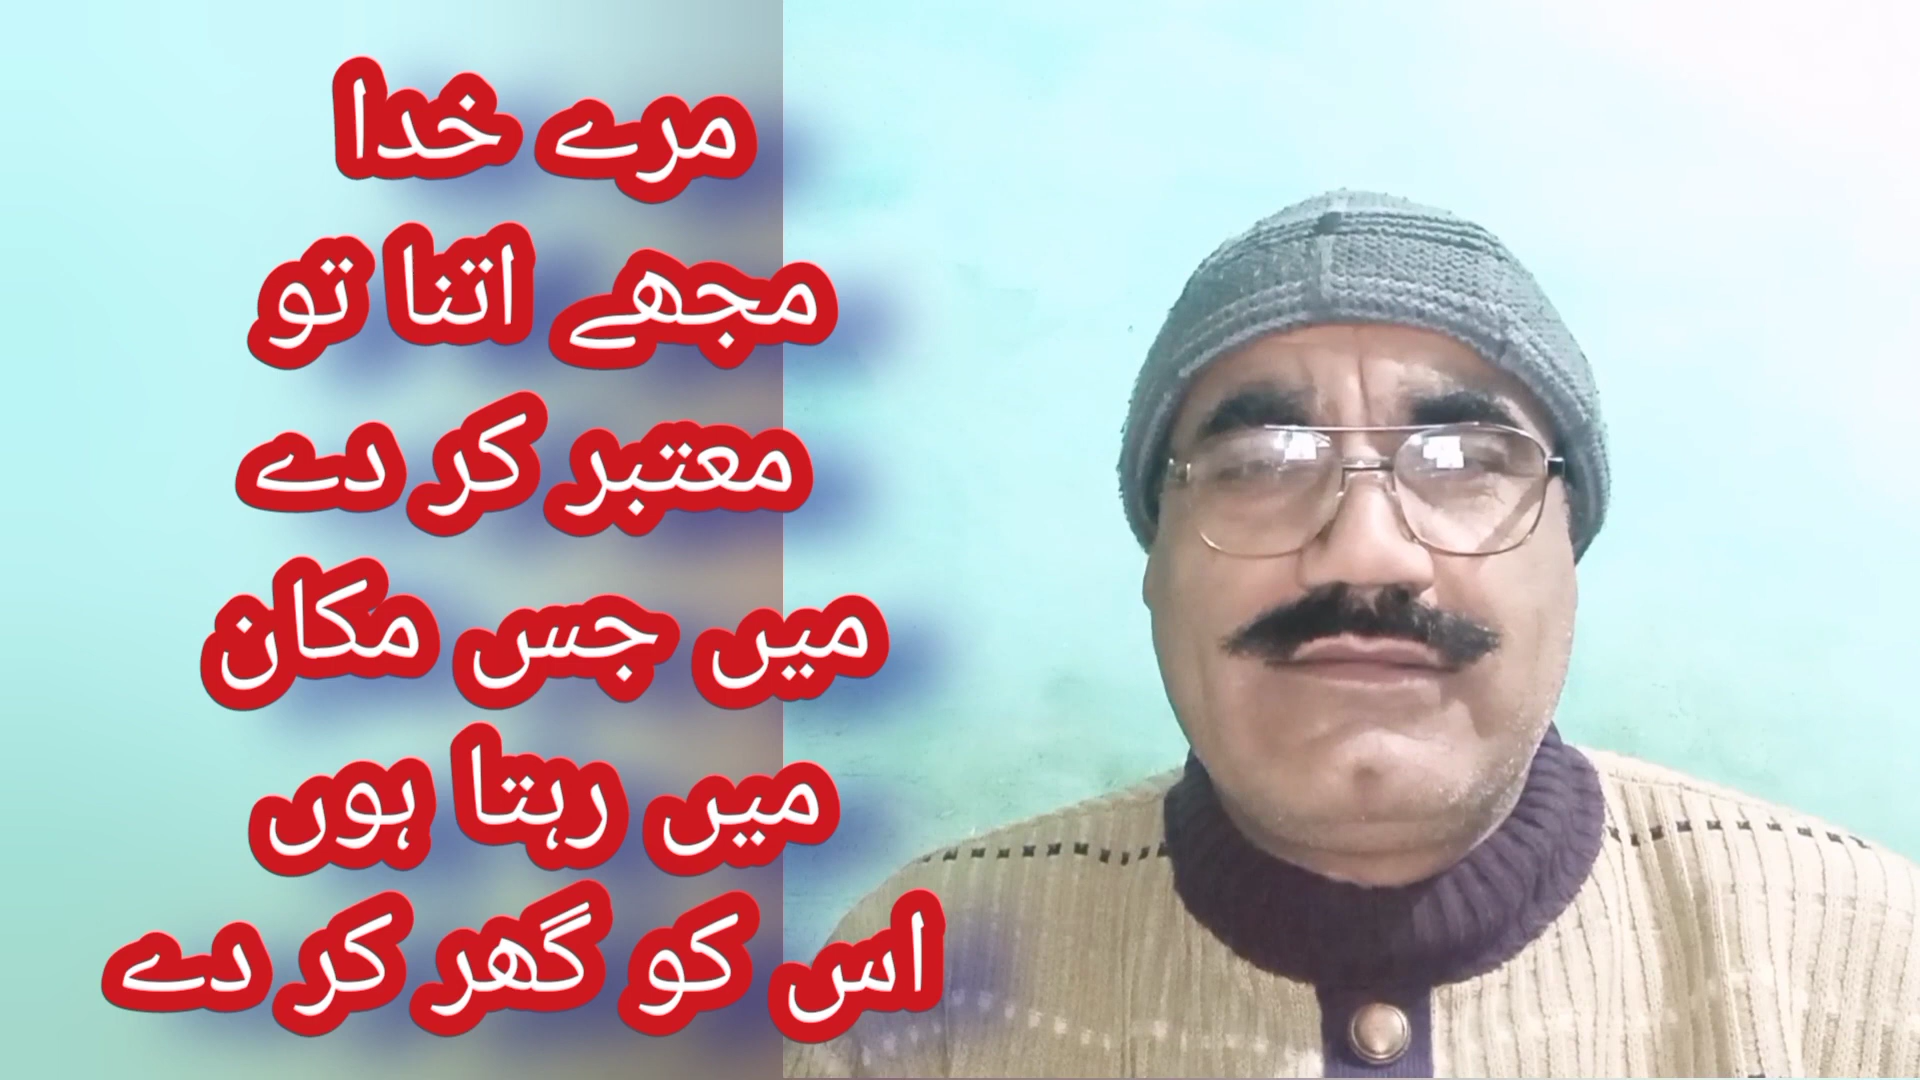 مرے خدا
مجھے اتنا تو
معتبر کر دے
میں جس مکان
میں رہتا ہوں
اس کو گھر کر دے